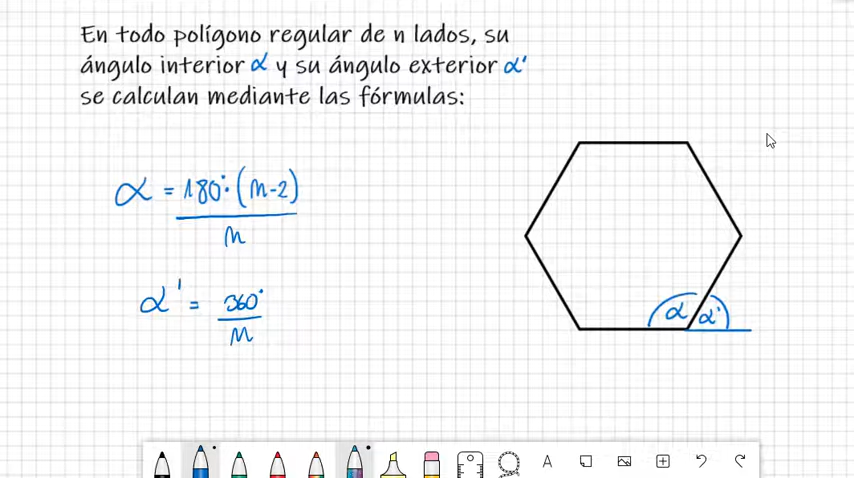 En todo polígono regular de n lados, su
ángulo interior α y su ángulo exterior α'
se calculan mediante las fórmulas:
α = 180°·(n-2)
n
α' = 360°
n
α α'
A